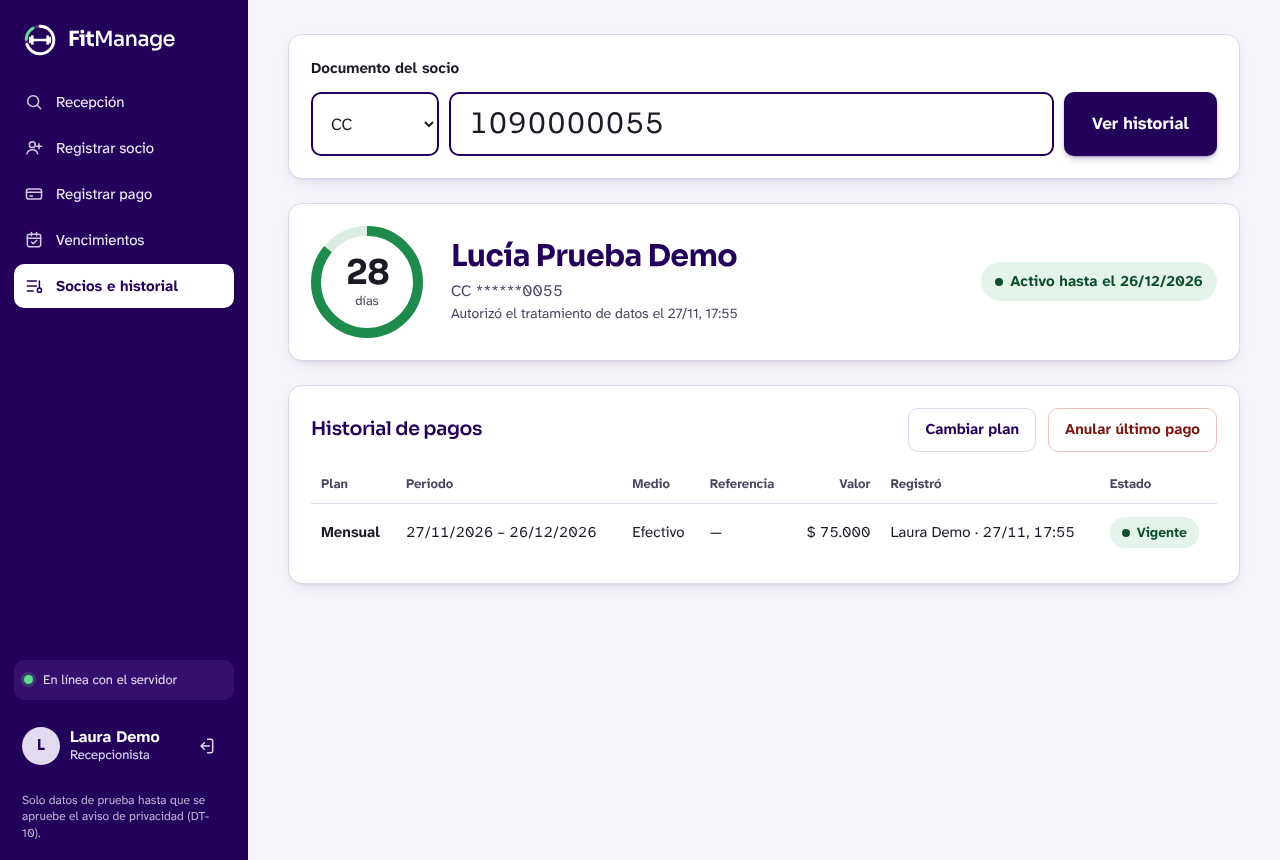 FitManage
Recepción
Registrar socio
Registrar pago
Vencimientos
Socios e historial
En línea con el servidor
L
Laura Demo
Recepcionista
Solo datos de prueba hasta que se
apruebe el aviso de privacidad (DT-
10).
Documento del socio
CC
1090000055
Ver historial
28
días
Lucía Prueba Demo
CC ******0055
Autorizó el tratamiento de datos el 27/11, 17:55
Activo hasta el 26/12/2026
Historial de pagos
Cambiar plan
Anular último pago
Plan Periodo Medio Referencia Valor Registró Estado
Mensual 27/11/2026 – 26/12/2026 Efectivo — $ 75.000 Laura Demo · 27/11, 17:55 Vigente